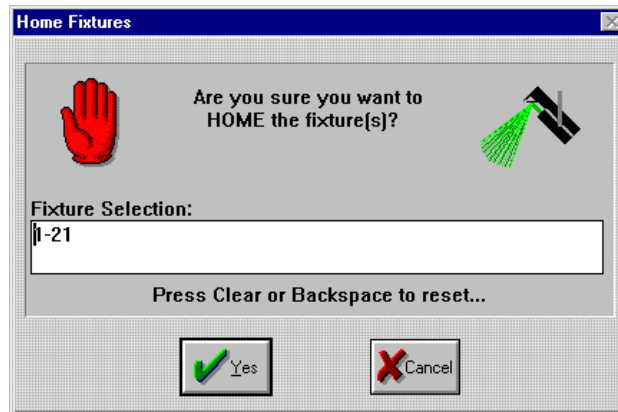 Home Fixtures
Are you sure you want to
HOME the fixture(s)?
Fixture Selection:
1-21
Press Clear or Backspace to reset...
Yes
Cancel